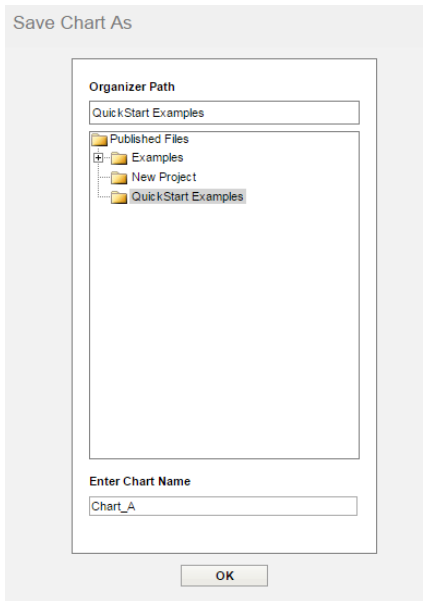 Save Chart As
Organizer Path
QuickStart Examples
Published Files
Examples
New Project
QuickStart Examples
Enter Chart Name
Chart_A
OK